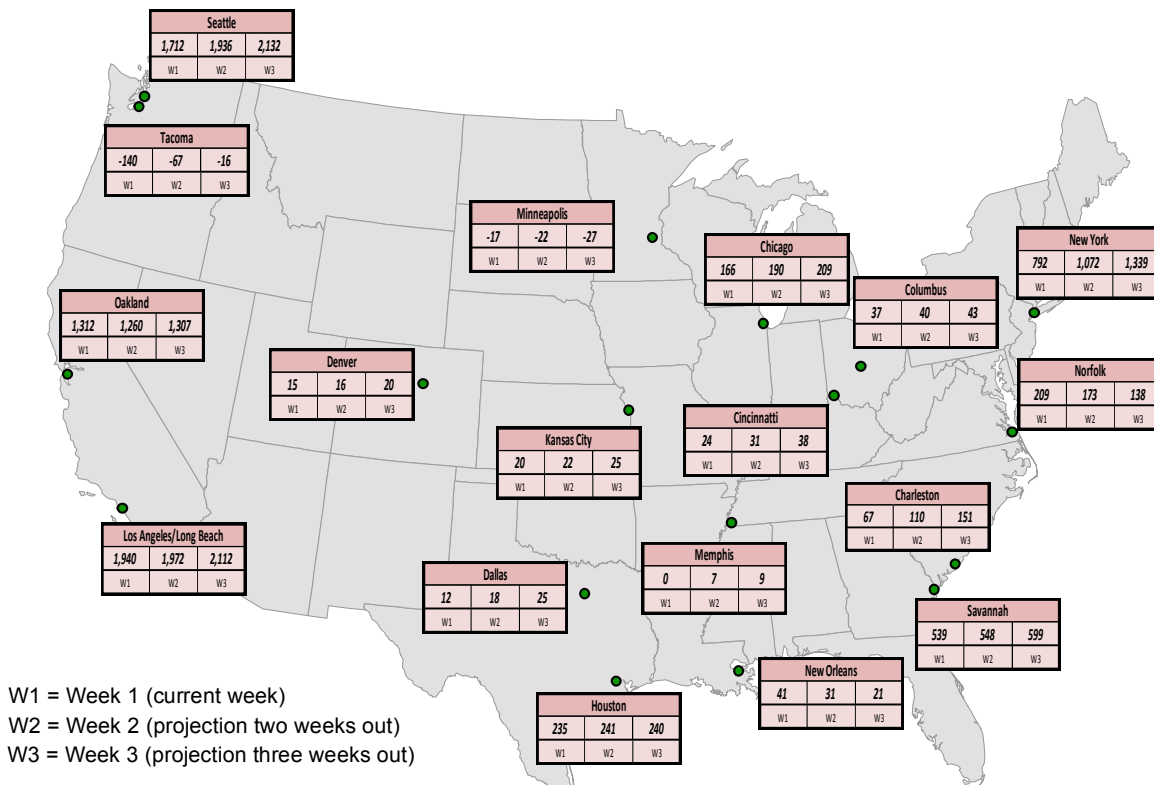 Seattle
1,712 1,936 2,132
W1 W2 W3
Tacoma
-140 -67 -16
W1 W2 W3
Minneapolis
-17 -22 -27
W1 W2 W3
Chicago
166 190 209
W1 W2 W3
New York
792 1,072 1,339
W1 W2 W3
Columbus
37 40 43
W1 W2 W3
Oakland
1,312 1,260 1,307
W1 W2 W3
Denver
15 16 20
W1 W2 W3
Norfolk
209 173 138
W1 W2 W3
Cincinnatti
24 31 38
W1 W2 W3
Kansas City
20 22 25
W1 W2 W3
Charleston
67 110 151
W1 W2 W3
Los Angeles/Long Beach
1,940 1,972 2,112
W1 W2 W3
Memphis
0 7 9
W1 W2 W3
Dallas
12 18 25
W1 W2 W3
Savannah
539 548 599
W1 W2 W3
New Orleans
41 31 21
W1 W2 W3
Houston
235 241 240
W1 W2 W3
W1 = Week 1 (current week)
W2 = Week 2 (projection two weeks out)
W3 = Week 3 (projection three weeks out)